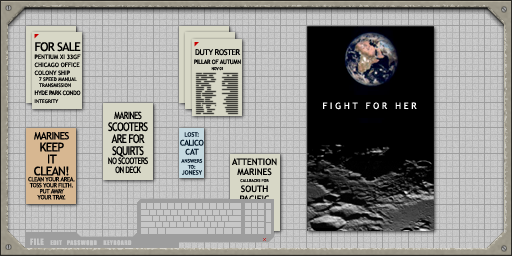 FOR SALE
PENTIUM XI 33GF
CHICAGO OFFICE
COLONY SHIP
7 SPEED MANUAL
TRANSMISSION
HYDE PARK CONDO
INTEGRITY
DUTY ROSTER
PILLAR OF AUTUMN
MARINES
KEEP
IT
CLEAN!
CLEAN YOUR AREA.
TOSS YOUR FILTH.
PUT AWAY
YOUR TRAY.
MARINES
SCOOTERS
ARE FOR
SQUIRTS
NO SCOOTERS
ON DECK
LOST:
CALICO
CAT
ANSWERS
TO:
JONESY
ATTENTION
MARINES
CALLBACKS FOR
SOUTH
PACIFIC
FIGHT FOR HER
FILE EDIT PASSWORD KEYBOARD